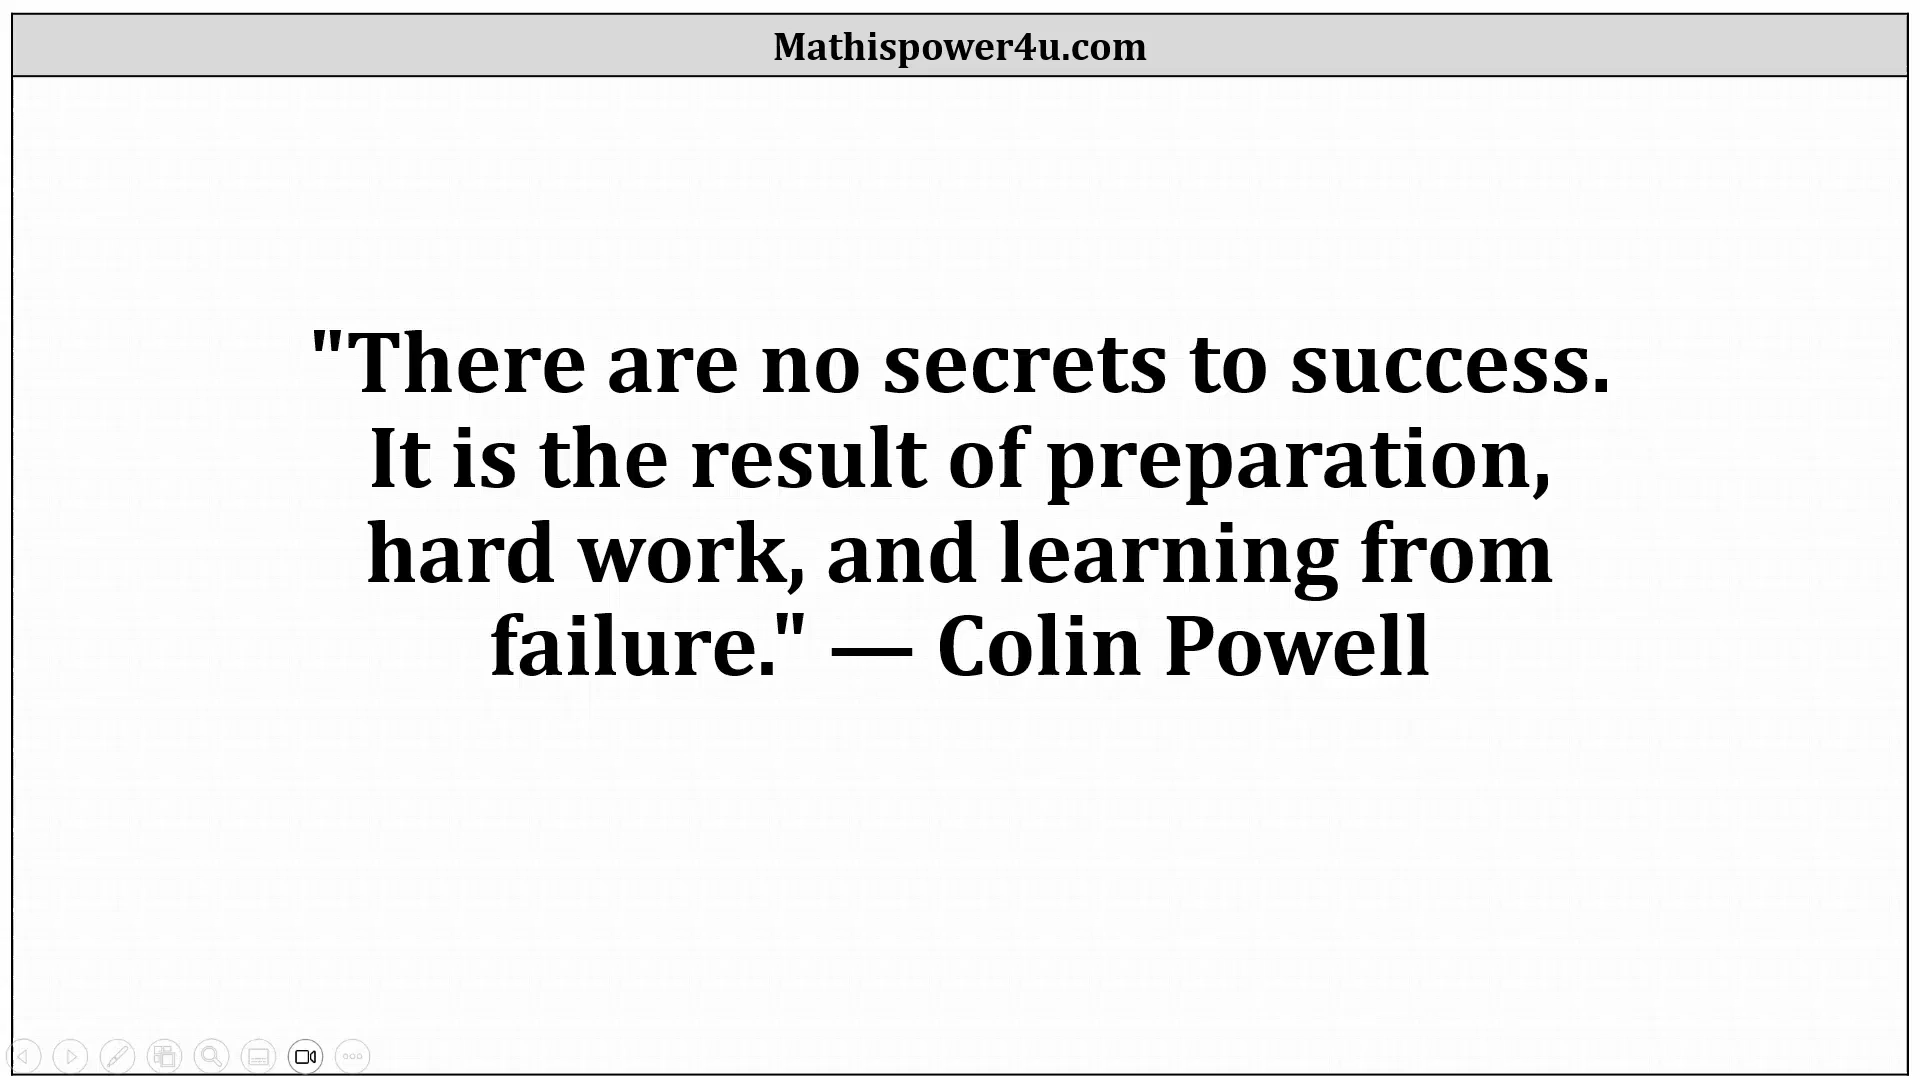 Mathispower4u.com
"There are no secrets to success.
It is the result of preparation,
hard work, and learning from
failure." — Colin Powell